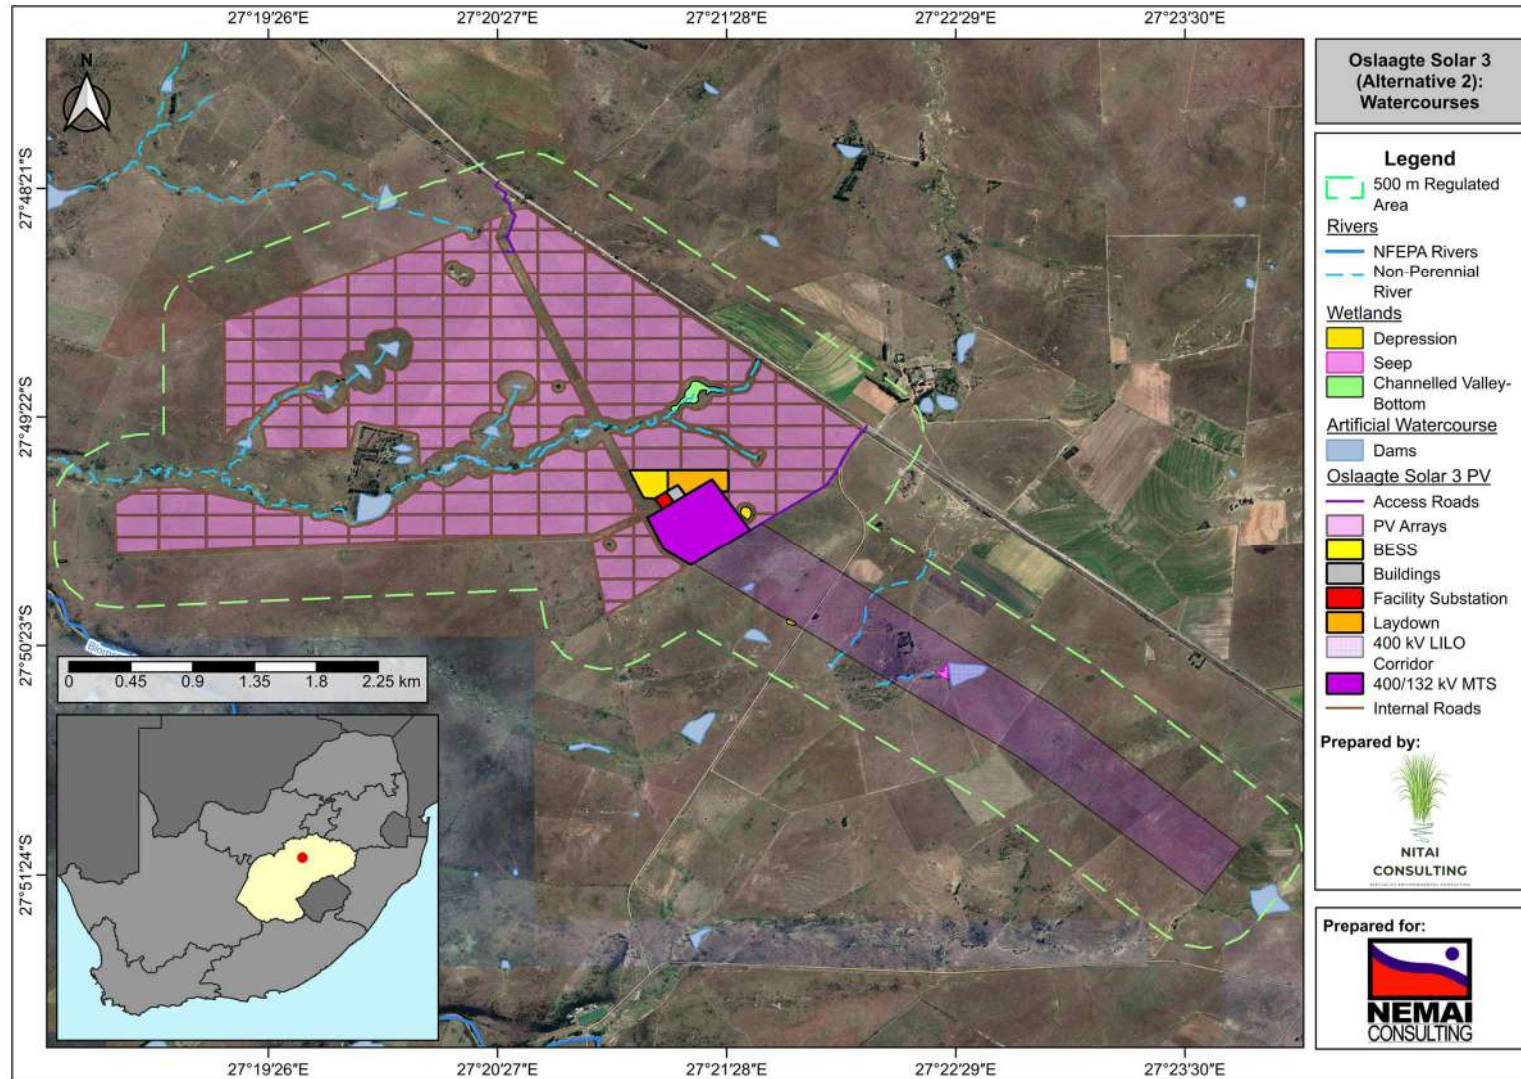 27°19'26"E 27°20'27"E 27°21'28"E 27°22'29"E 27°23'30"E
Oslaagte Solar 3
(Alternative 2):
Watercourses
N
27°48'21"S
27°49'22"S
27°50'23"S
27°51'24"S
0 0.45 0.9 1.35 1.8 2.25 km
27°19'26"E 27°20'27"E 27°21'28"E 27°22'29"E 27°23'30"E
Legend
500 m Regulated
Area
Rivers
NFEPA Rivers
Non-Perennial
River
Wetlands
Depression
Seep
Channelled Valley-
Bottom
Artificial Watercourse
Dams
Oslaagte Solar 3 PV
Access Roads
PV Arrays
BESS
Buildings
Facility Substation
Laydown
400 kV LILO
Corridor
400/132 kV MTS
Internal Roads
Prepared by:
NITAI
CONSULTING
Prepared for:
NEMAI
CONSULTING